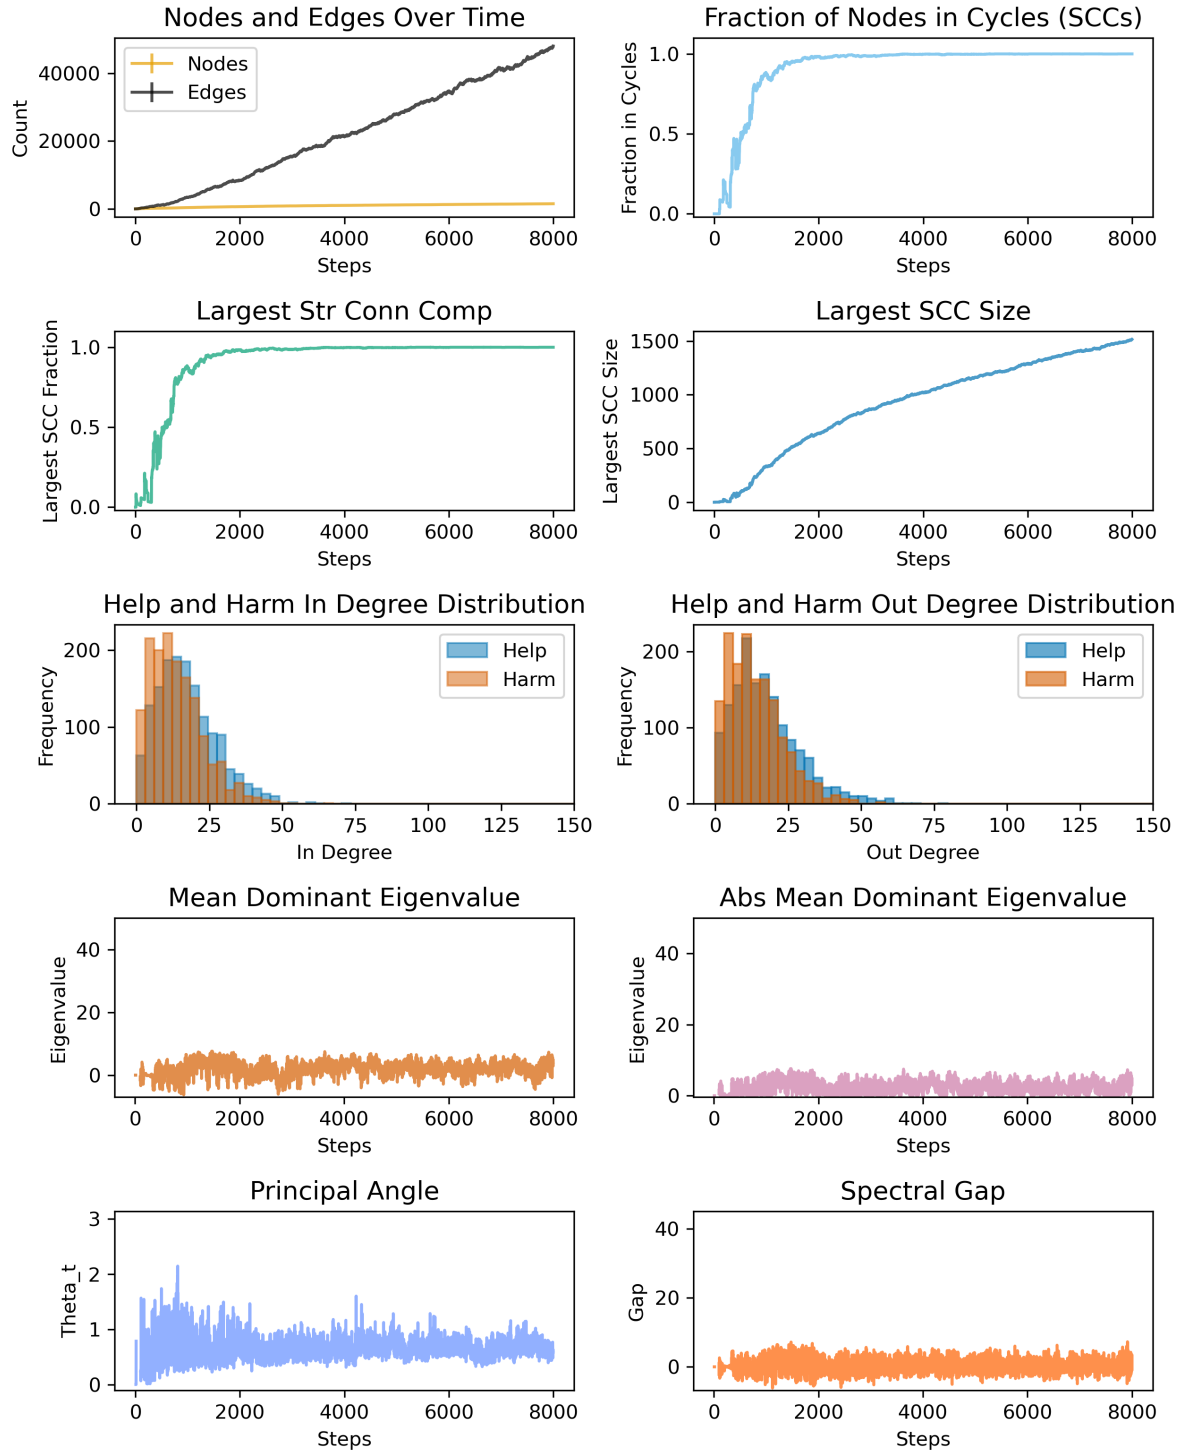 Nodes and Edges Over Time
Count
40000
20000
0
Nodes
Edges
0 2000 4000 6000 8000
Steps
Fraction of Nodes in Cycles (SCCs)
Fraction in Cycles
1.0
0.5
0.0
0 2000 4000 6000 8000
Steps
Largest Str Conn Comp
Largest SCC Fraction
1.0
0.5
0.0
0 2000 4000 6000 8000
Steps
Largest SCC Size
Largest SCC Size
1500
1000
500
0
0 2000 4000 6000 8000
Steps
Help and Harm In Degree Distribution
Frequency
200
100
0
Help
Harm
0 25 50 75 100 125 150
In Degree
Help and Harm Out Degree Distribution
Frequency
200
100
0
Help
Harm
0 25 50 75 100 125 150
Out Degree
Mean Dominant Eigenvalue
Eigenvalue
40
20
0
0 2000 4000 6000 8000
Steps
Abs Mean Dominant Eigenvalue
Eigenvalue
40
20
0
0 2000 4000 6000 8000
Steps
Principal Angle
Theta_t
3
2
1
0
0 2000 4000 6000 8000
Steps
Spectral Gap
Gap
40
20
0
0 2000 4000 6000 8000
Steps